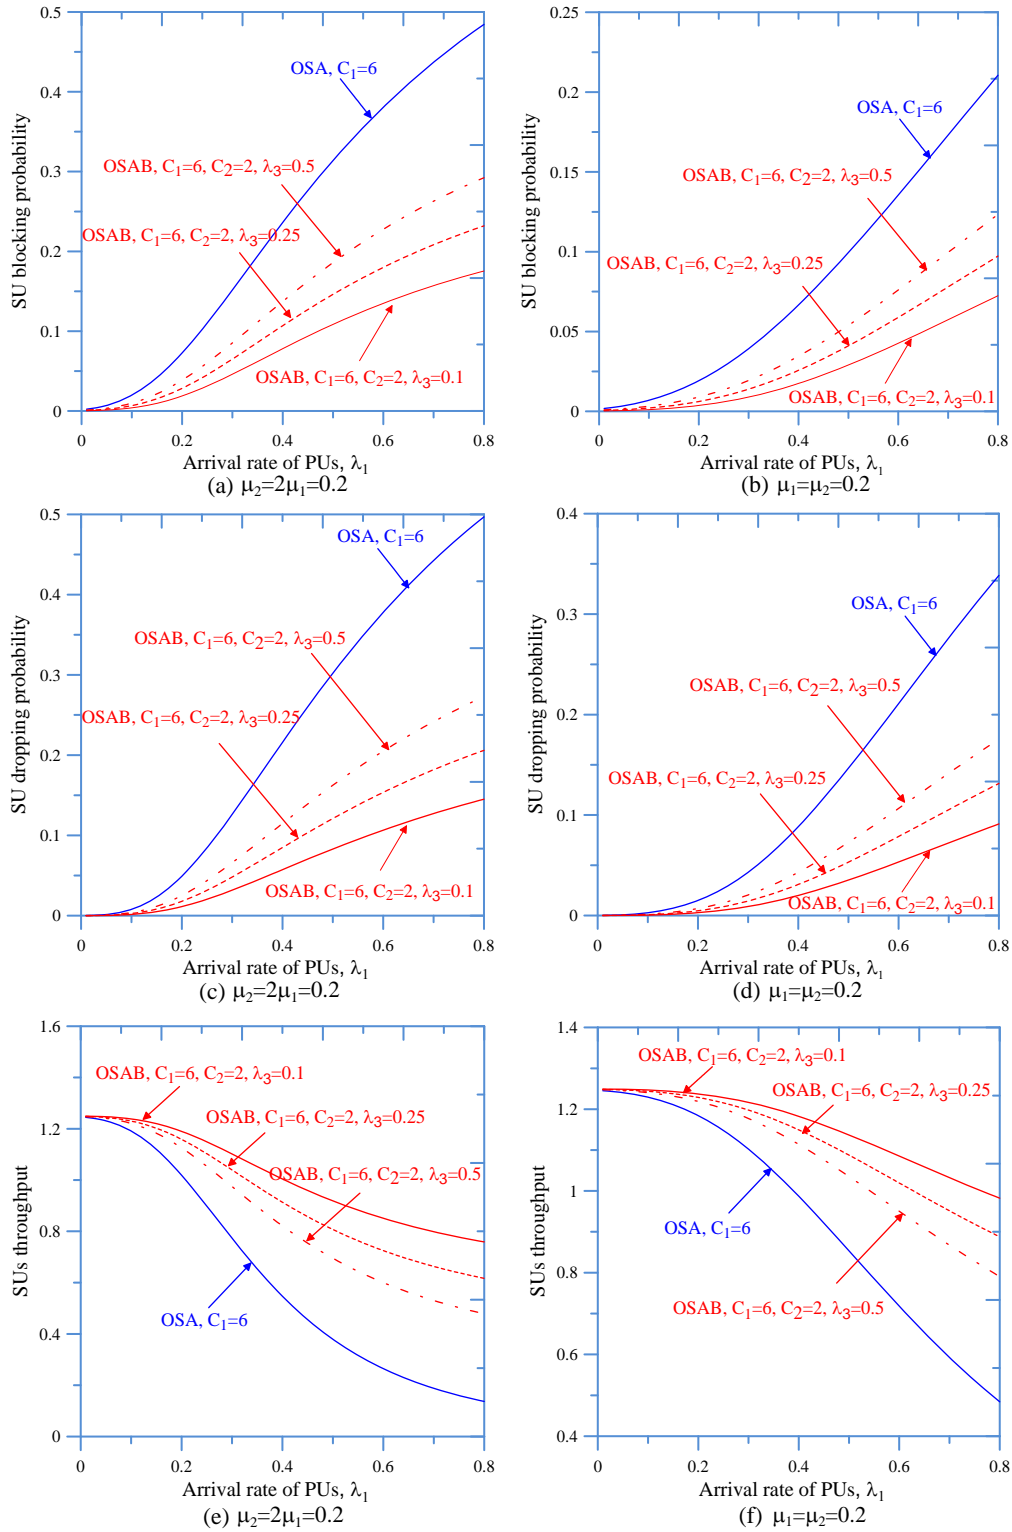 0.5
0.4
0.3
0.2
0.1
0
SU blocking probability
OSA, C₁=6
OSAB, C₁=6, C₂=2, λ₃=0.5
OSAB, C₁=6, C₂=2, λ₃=0.25
OSAB, C₁=6, C₂=2, λ₃=0.1
0 0.2 0.4 0.6 0.8
Arrival rate of PUs, λ₁
(a) μ₂=2μ₁=0.2
0.25
0.2
0.15
0.1
0.05
0
SU blocking probability
OSA, C₁=6
OSAB, C₁=6, C₂=2, λ₃=0.5
OSAB, C₁=6, C₂=2, λ₃=0.25
OSAB, C₁=6, C₂=2, λ₃=0.1
0 0.2 0.4 0.6 0.8
Arrival rate of PUs, λ₁
(b) μ₁=μ₂=0.2
0.5
0.4
0.3
0.2
0.1
0
SU dropping probability
OSA, C₁=6
OSAB, C₁=6, C₂=2, λ₃=0.5
OSAB, C₁=6, C₂=2, λ₃=0.25
OSAB, C₁=6, C₂=2, λ₃=0.1
0 0.2 0.4 0.6 0.8
Arrival rate of PUs, λ₁
(c) μ₂=2μ₁=0.2
0.4
0.3
0.2
0.1
0
SU dropping probability
OSA, C₁=6
OSAB, C₁=6, C₂=2, λ₃=0.5
OSAB, C₁=6, C₂=2, λ₃=0.25
OSAB, C₁=6, C₂=2, λ₃=0.1
0 0.2 0.4 0.6 0.8
Arrival rate of PUs, λ₁
(d) μ₁=μ₂=0.2
1.6
1.2
0.8
0.4
0
SUs throughput
OSAB, C₁=6, C₂=2, λ₃=0.1
OSAB, C₁=6, C₂=2, λ₃=0.25
OSAB, C₁=6, C₂=2, λ₃=0.5
OSA, C₁=6
0 0.2 0.4 0.6 0.8
Arrival rate of PUs, λ₁
(e) μ₂=2μ₁=0.2
1.4
1.2
1
0.8
0.6
0.4
SUs throughput
OSAB, C₁=6, C₂=2, λ₃=0.1
OSAB, C₁=6, C₂=2, λ₃=0.25
OSA, C₁=6
OSAB, C₁=6, C₂=2, λ₃=0.5
0 0.2 0.4 0.6 0.8
Arrival rate of PUs, λ₁
(f) μ₁=μ₂=0.2